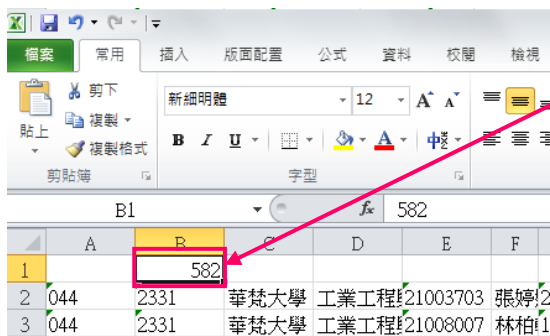 檔案 常用 插入 版面配置 公式 資料 校閱 檢視
剪下
複製
複製格式
貼上
剪貼簿
新細明體 12 A A
B I U A 中
字型
B1 fx 582
A B C D E F
1 582
2 044 2331 華梵大學 工業工程 21003703 張婷 2
3 044 2331 華梵大學 工業工程 21008007 林柏 1